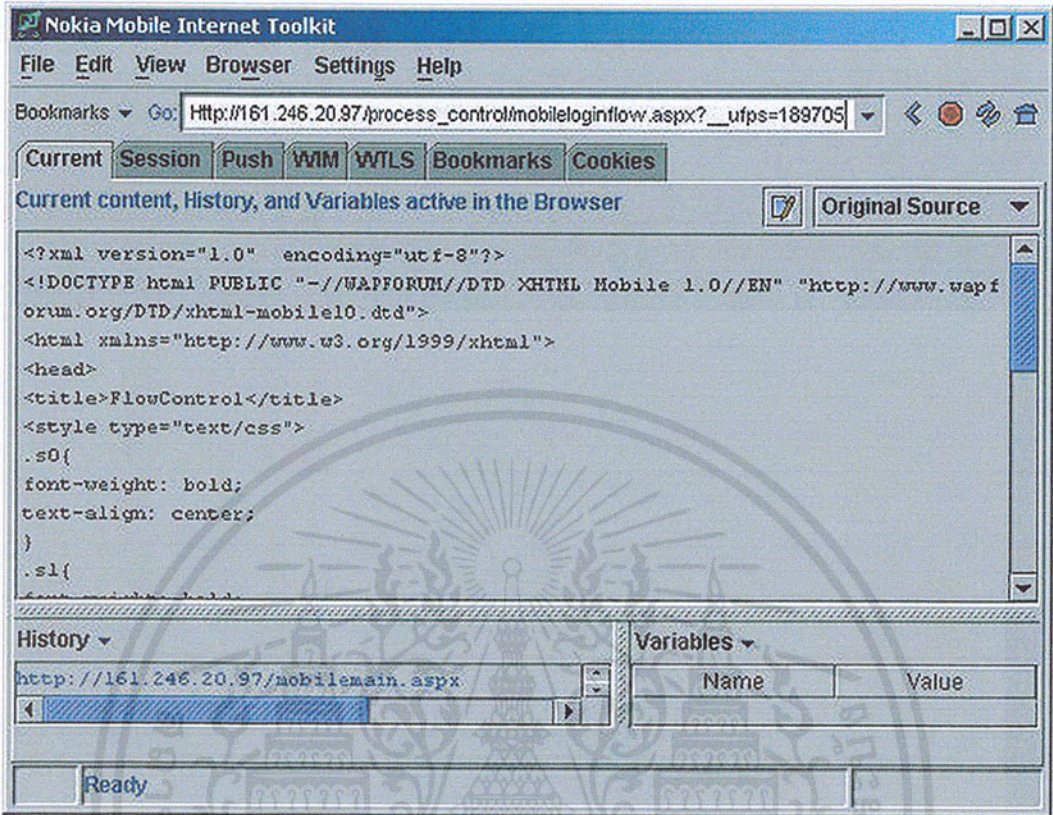 Nokia Mobile Internet Toolkit
File Edit View Browser Settings Help
Bookmarks Go: Http://161.246.20.97/process_control/mobileloginflow.aspx?__ufps=189705
Current Session Push WIM WTLS Bookmarks Cookies
Current content, History, and Variables active in the Browser Original Source
<?xml version="1.0" encoding="utf-8"?>
<!DOCTYPE html PUBLIC "-//WAPFORUM//DTD XHTML Mobile 1.0//EN" "http://www.wapf
orum.org/DTD/xhtml-mobile10.dtd">
<html xmlns="http://www.w3.org/1999/xhtml">
<head>
<title>FlowControl</title>
<style type="text/css">
.s0{
font-weight: bold;
text-align: center;
}
.s1{
font-weight: bold;
History Variables
http://161.246.20.97/mobilemain.aspx Name Value
Ready